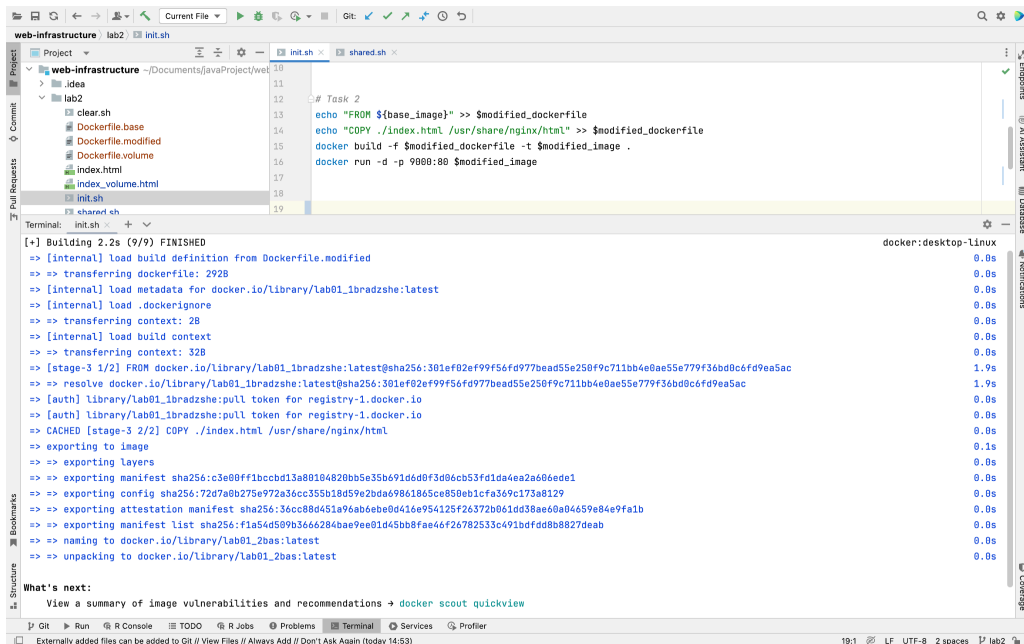 Current File
Git:
web-infrastructure
lab2
init.sh
Project
init.sh
shared.sh
web-infrastructure ~/Documents/javaProject/web
.idea
lab2
clear.sh
Dockerfile.base
Dockerfile.modified
Dockerfile.volume
index.html
index_volume.html
init.sh
shared.sh
10
11
12 # Task 2
13 echo "FROM ${base_image}" >> $modified_dockerfile
14 echo "COPY ./index.html /usr/share/nginx/html" >> $modified_dockerfile
15 docker build -f $modified_dockerfile -t $modified_image .
16 docker run -d -p 9000:80 $modified_image
17
18
19
Project
Commit
Pull Requests
Bookmarks
Structure
Endpoints
AI Assistant
Database
Notifications
Coverage
Terminal: init.sh
[+] Building 2.2s (9/9) FINISHED docker:desktop-linux
=> [internal] load build definition from Dockerfile.modified 0.0s
=> => transferring dockerfile: 292B 0.0s
=> [internal] load metadata for docker.io/library/lab01_1bradzshe:latest 0.0s
=> [internal] load .dockerignore 0.0s
=> => transferring context: 2B 0.0s
=> [internal] load build context 0.0s
=> => transferring context: 32B 0.0s
=> [stage-3 1/2] FROM docker.io/library/lab01_1bradzshe:latest@sha256:301ef02ef99f56fd977bead55e250f9c711bb4e0ae55e779f36bd0c6fd9ea5ac 1.9s
=> => resolve docker.io/library/lab01_1bradzshe:latest@sha256:301ef02ef99f56fd977bead55e250f9c711bb4e0ae55e779f36bd0c6fd9ea5ac 1.9s
=> [auth] library/lab01_1bradzshe:pull token for registry-1.docker.io 0.0s
=> [auth] library/lab01_1bradzshe:pull token for registry-1.docker.io 0.0s
=> CACHED [stage-3 2/2] COPY ./index.html /usr/share/nginx/html 0.0s
=> exporting to image 0.1s
=> => exporting layers 0.0s
=> => exporting manifest sha256:c3e00ff1bccbd13a80104820bb5e35b691d6d0f3d06cb53fd1da4ea2a606ede1 0.0s
=> => exporting config sha256:72d7a0b275e972a36cc355b18d59e2bda69861865ce850eb1cfa369c173a8129 0.0s
=> => exporting attestation manifest sha256:36cc88d451a96ab6ebe0d416e954125f26372b061dd38ae60a04659e84e9fa1b 0.0s
=> => exporting manifest list sha256:f1a54d509b3666284bae9ee01d45bb8fae46f26782533c491bdfdd8b8827deab 0.0s
=> => naming to docker.io/library/lab01_2bas:latest 0.0s
=> => unpacking to docker.io/library/lab01_2bas:latest 0.0s
What's next:
View a summary of image vulnerabilities and recommendations → docker scout quickview
Git Run R Console TODO R Jobs Problems Terminal Services Profiler
Externally added files can be added to Git // View Files // Always Add // Don't Ask Again (today 14:53) 19:1 LF UTF-8 2 spaces lab2